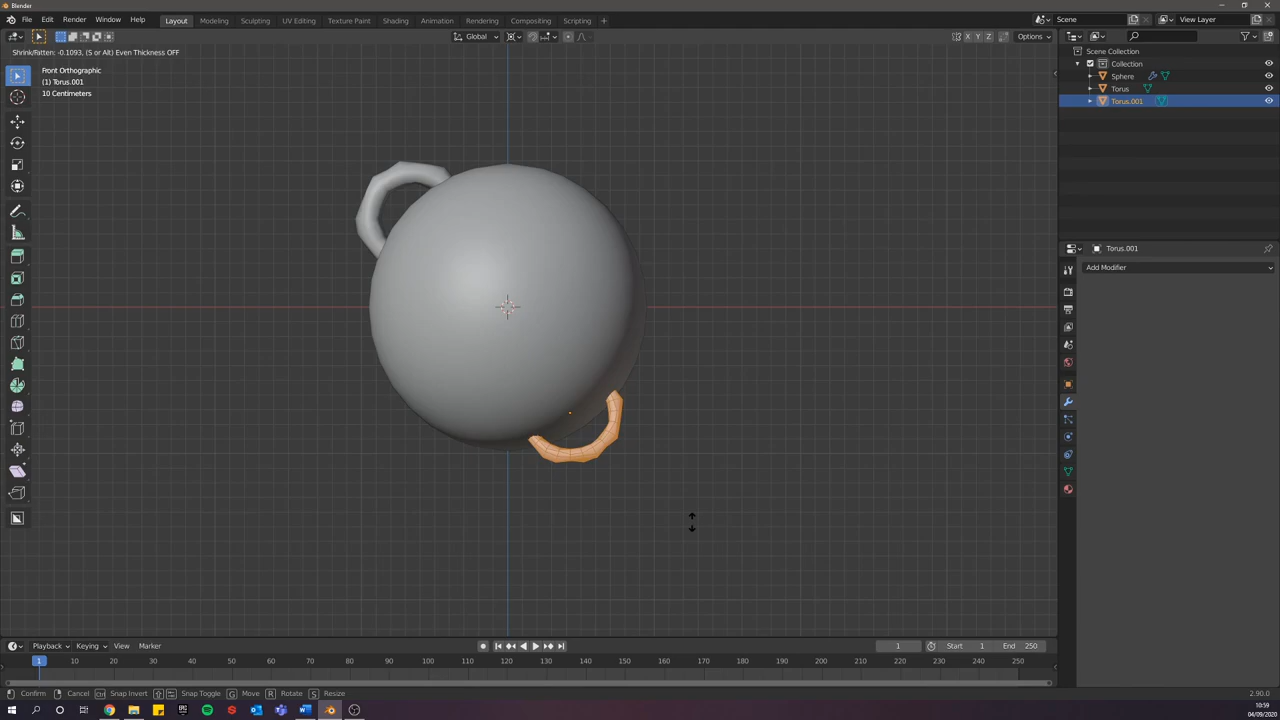 Blender
File Edit Render Window Help Layout Modeling Sculpting UV Editing Texture Paint Shading Animation Rendering Compositing Scripting + Scene View Layer
Global X Y Z Options
Shrink/Fatten: -0.1093, (S or Alt) Even Thickness OFF
Front Orthographic
(1) Torus.001
10 Centimeters
Scene Collection
Collection
Sphere
Torus
Torus.001
Torus.001
Add Modifier
Playback Keying View Marker 1 Start 1 End 250
1 10 20 30 40 50 60 70 80 90 100 110 120 130 140 150 160 170 180 190 200 210 220 230 240 250
Confirm Cancel Ctrl Snap Invert Snap Toggle G Move R Rotate S Resize 2.90.0
10:59
04/09/2020